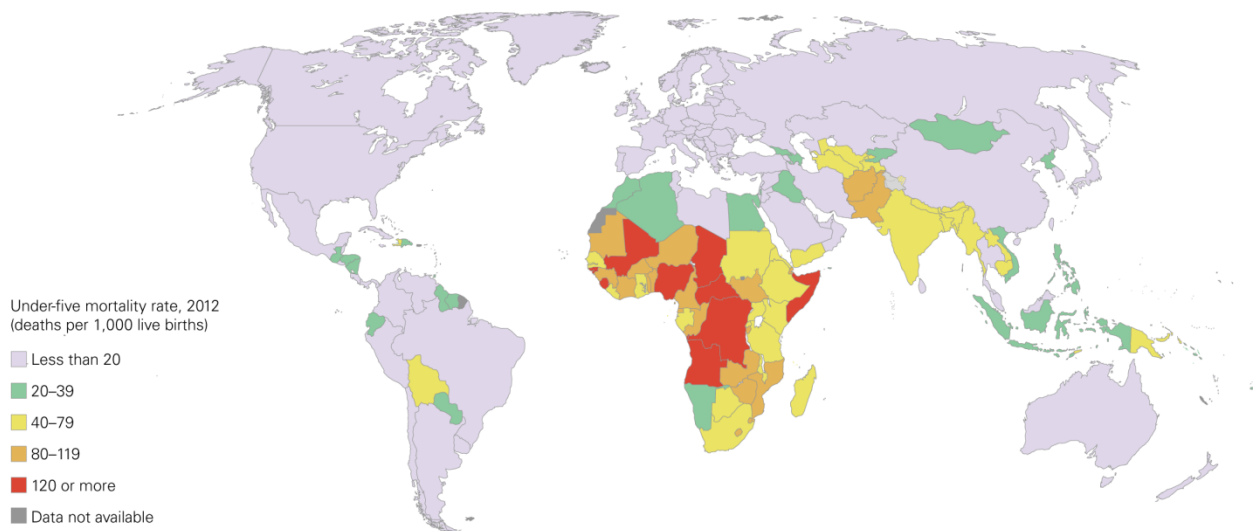 Under-five mortality rate, 2012
(deaths per 1,000 live births)
Less than 20
20–39
40–79
80–119
120 or more
Data not available